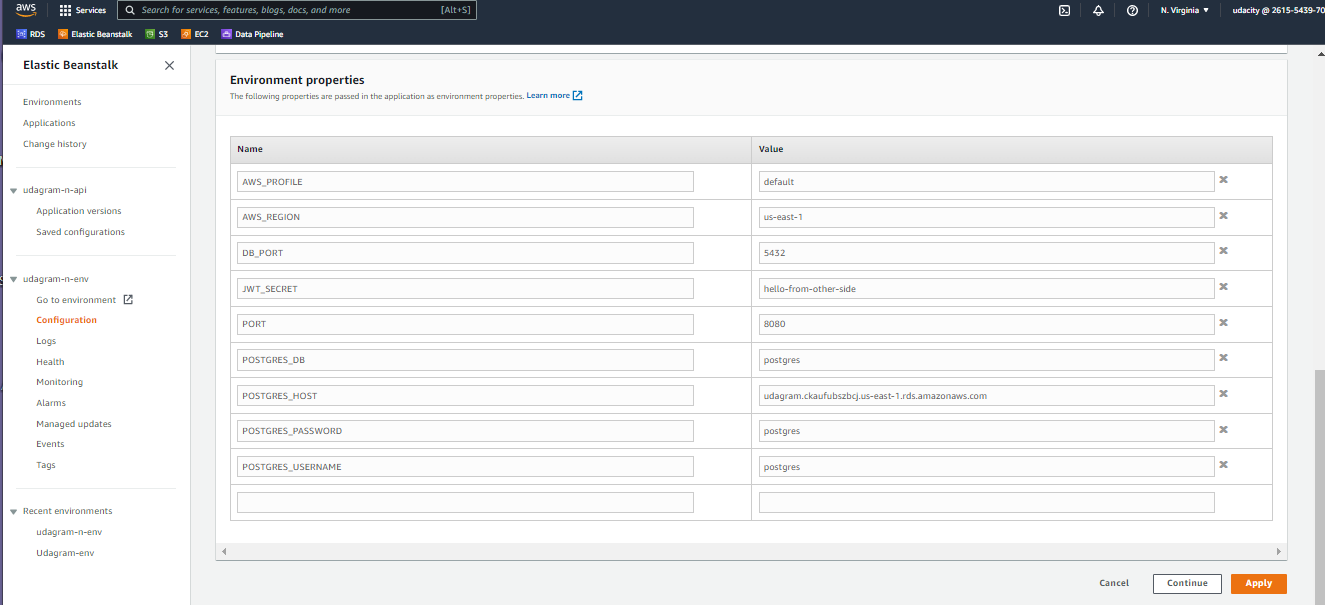 aws
Services
Search for services, features, blogs, docs, and more
[Alt+S]
N. Virginia
udacity @ 2615-5439-70
RDS
Elastic Beanstalk
S3
EC2
Data Pipeline
Elastic Beanstalk
Environments
Applications
Change history
udagram-n-api
Application versions
Saved configurations
udagram-n-env
Go to environment
Configuration
Logs
Health
Monitoring
Alarms
Managed updates
Events
Tags
Recent environments
udagram-n-env
Udagram-env
Environment properties
The following properties are passed in the application as environment properties. Learn more
Name Value
AWS_PROFILE default
AWS_REGION us-east-1
DB_PORT 5432
JWT_SECRET hello-from-other-side
PORT 8080
POSTGRES_DB postgres
POSTGRES_HOST udagram.ckaufubszbcj.us-east-1.rds.amazonaws.com
POSTGRES_PASSWORD postgres
POSTGRES_USERNAME postgres
Cancel
Continue
Apply